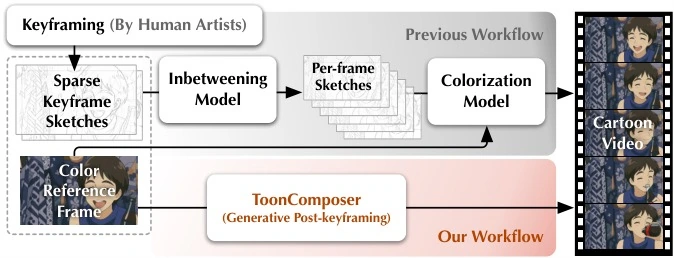 Keyframing (By Human Artists)
Previous Workflow
Sparse
Keyframe
Sketches
Inbetweening
Model
Per-frame
Sketches
Colorization
Model
Cartoon
Video
Color
Reference
Frame
ToonComposer
(Generative Post-keyframing)
Our Workflow